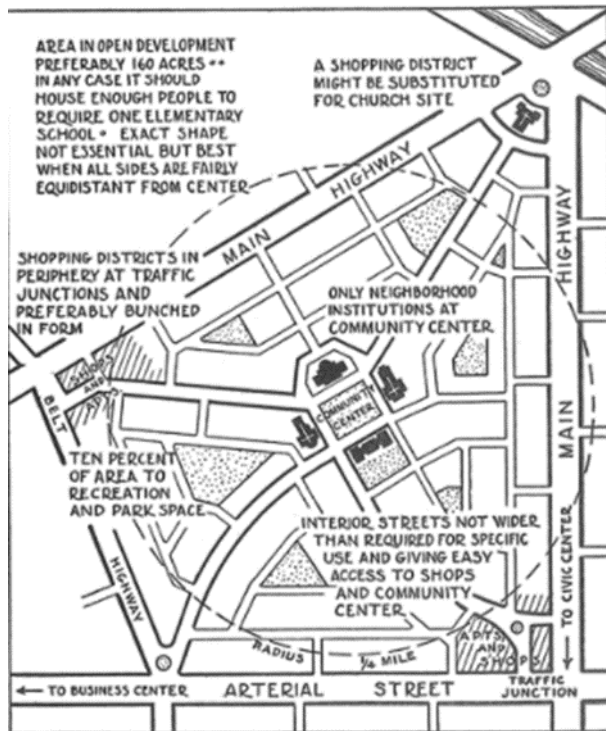 AREA IN OPEN DEVELOPMENT
PREFERABLY 160 ACRES **
IN ANY CASE IT SHOULD
HOUSE ENOUGH PEOPLE TO
REQUIRE ONE ELEMENTARY
SCHOOL * EXACT SHAPE
NOT ESSENTIAL BUT BEST
WHEN ALL SIDES ARE FAIRLY
EQUIDISTANT FROM CENTER
A SHOPPING DISTRICT
MIGHT BE SUBSTITUTED
FOR CHURCH SITE
MAIN HIGHWAY
HIGHWAY
MAIN
SHOPPING DISTRICTS IN
PERIPHERY AT TRAFFIC
JUNCTIONS AND
PREFERABLY BUNCHED
IN FORM
ONLY NEIGHBORHOOD
INSTITUTIONS AT
COMMUNITY CENTER
SHOPS
AND
APTS
COMMUNITY
CENTER
BELT
HIGHWAY
TEN PERCENT
OF AREA TO
RECREATION
AND PARK SPACE
INTERIOR STREETS NOT WIDER
THAN REQUIRED FOR SPECIFIC
USE AND GIVING EASY
ACCESS TO SHOPS
AND COMMUNITY
CENTER
TO CIVIC CENTER
RADIUS 1/4 MILE
APTS
AND
SHOPS
TRAFFIC
JUNCTION
TO BUSINESS CENTER
ARTERIAL STREET